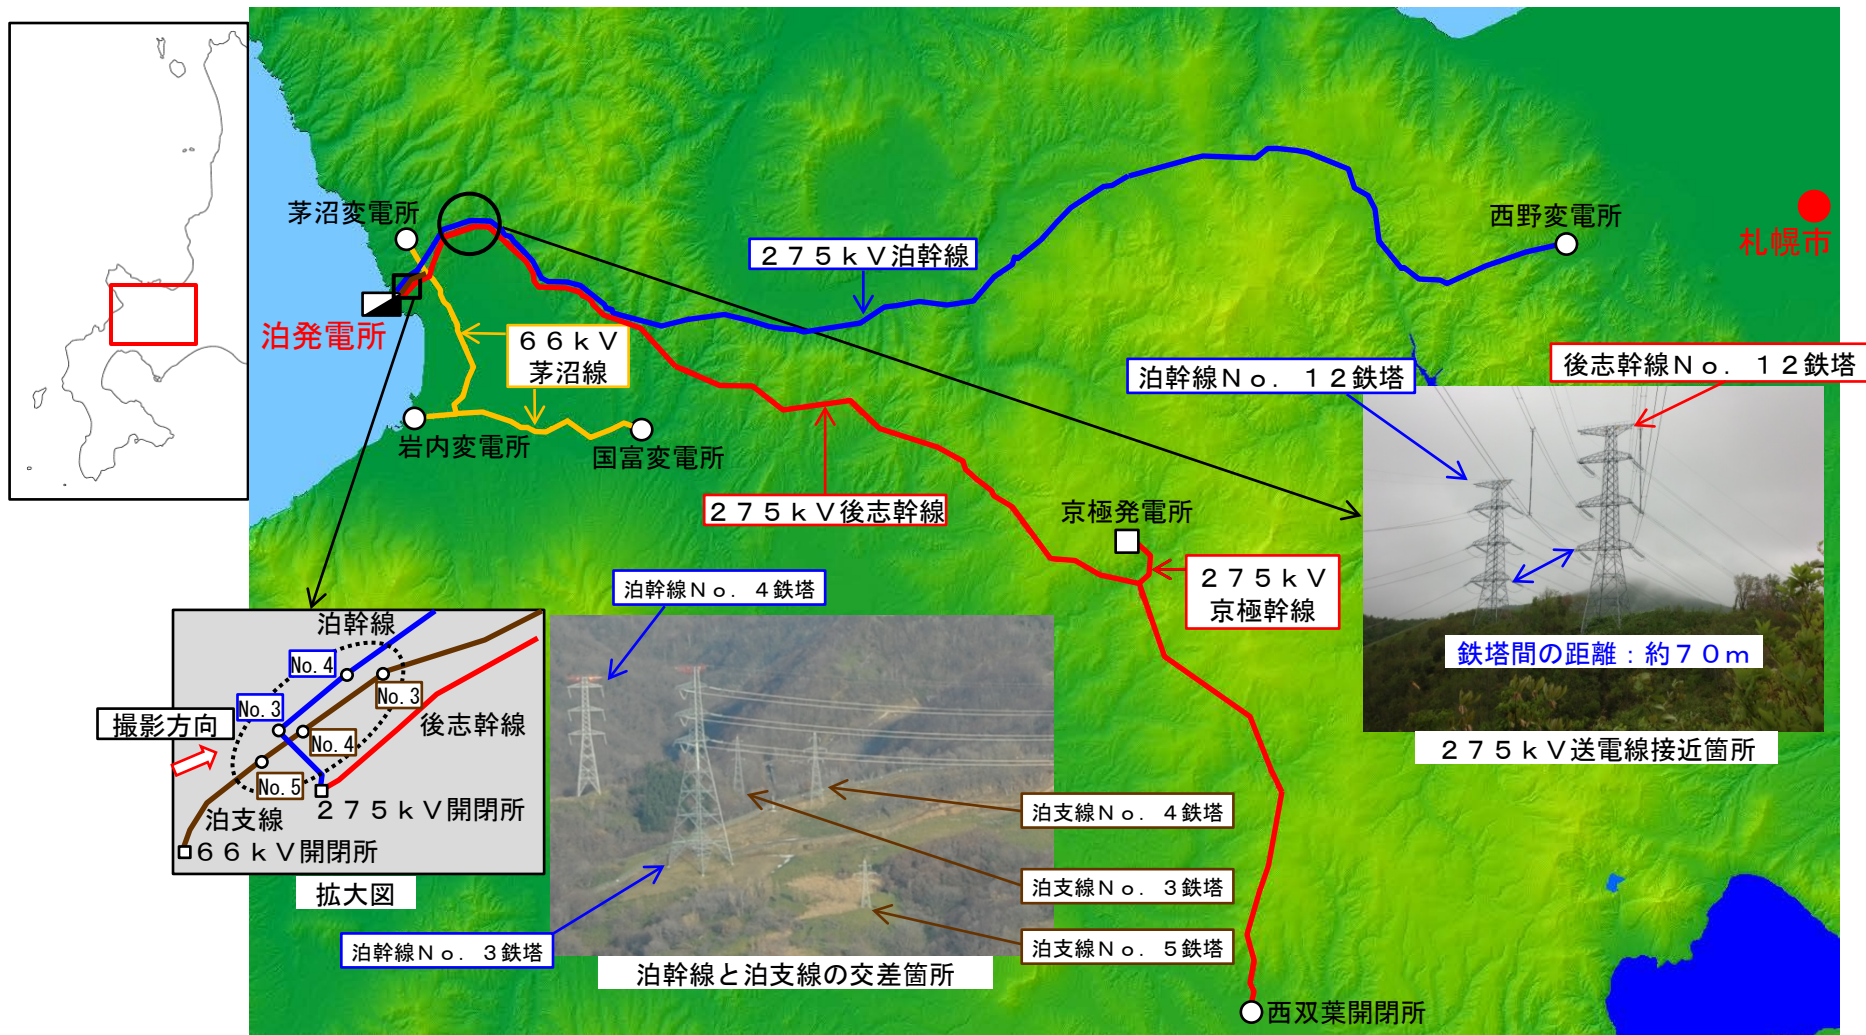 茅沼変電所
泊発電所
66kV
茅沼線
岩内変電所
国富変電所
275kV泊幹線
275kV後志幹線
西野変電所
札幌市
京極発電所
275kV
京極幹線
西双葉開閉所
泊幹線No.12鉄塔
後志幹線No.12鉄塔
鉄塔間の距離:約70m
275kV送電線接近箇所
泊幹線No.4鉄塔
泊支線No.4鉄塔
泊支線No.3鉄塔
泊支線No.5鉄塔
泊幹線No.3鉄塔
泊幹線と泊支線の交差箇所
泊幹線
No.4
No.3
No.3
後志幹線
撮影方向
No.4
No.5
275kV開閉所
泊支線
66kV開閉所
拡大図